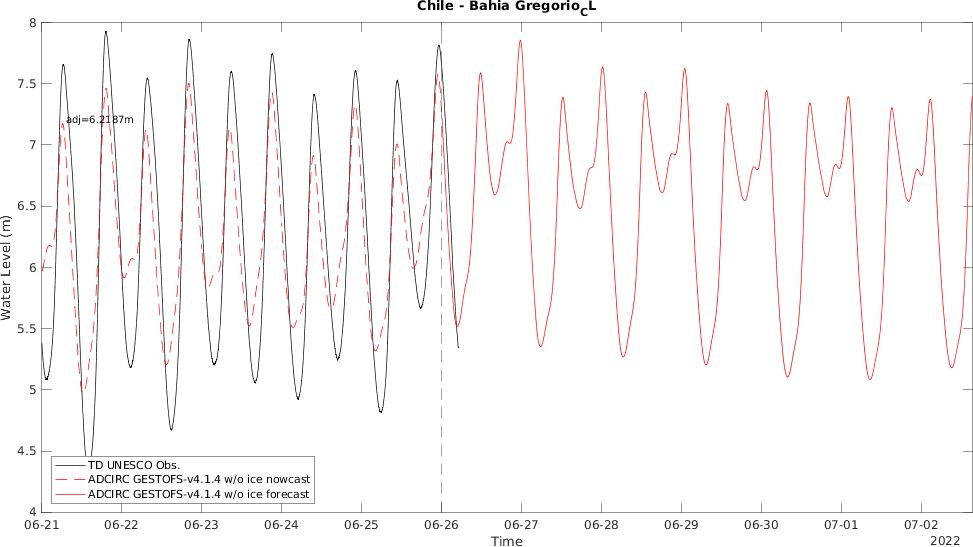 Chile - Bahia Gregorio_CL
8
7.5
adj=6.2187m
7
6.5
6
5.5
5
4.5
4
Water Level (m)
TD UNESCO Obs.
ADCIRC GESTOFS-v4.1.4 w/o ice nowcast
ADCIRC GESTOFS-v4.1.4 w/o ice forecast
06-21 06-22 06-23 06-24 06-25 06-26 06-27 06-28 06-29 06-30 07-01 07-02
Time
2022